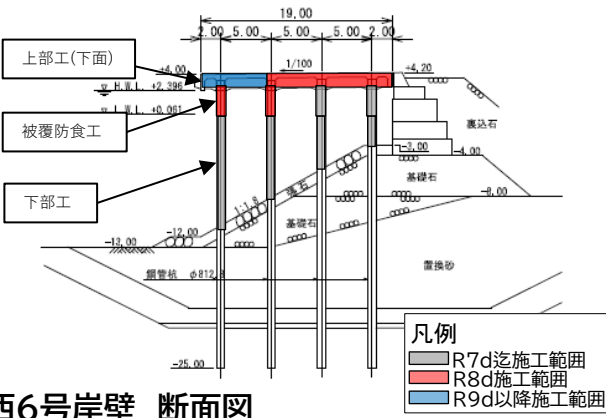 19.00
2.00 5.00 5.00 5.00 2.00
上部工(下面)
+4.00
1/100
+4.20
H.W.L. +2.396
L.W.L. +0.061
被覆防食工
裏込石
-3.00
-4.00
下部工
基礎石
1:1.8
-8.00
基礎石
-12.00
-13.00
置換砂
鋼管杭 φ812.8
-25.00
凡例
R7d迄施工範囲
R8d施工範囲
R9d以降施工範囲
西6号岸壁 断面図